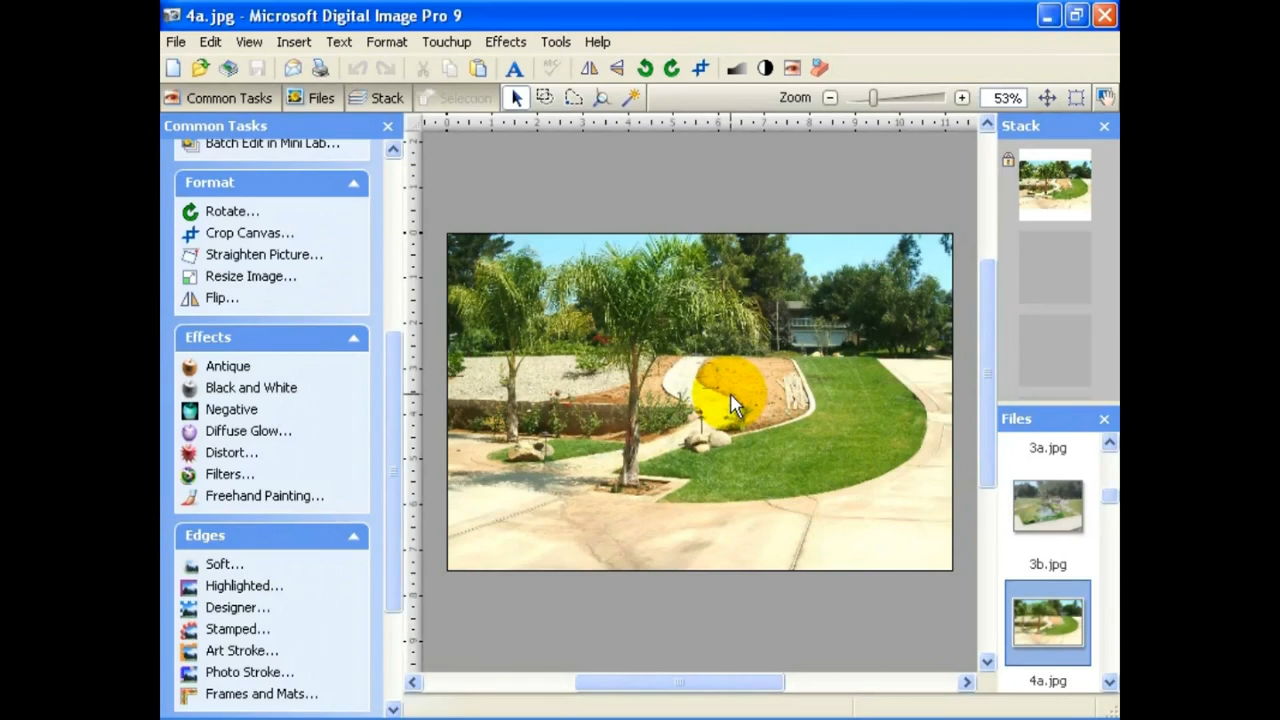 4a.jpg - Microsoft Digital Image Pro 9
File Edit View Insert Text Format Touchup Effects Tools Help
Common Tasks Files Stack Selection Zoom 53%
Common Tasks
Batch Edit in Mini Lab...
Format
Rotate...
Crop Canvas...
Straighten Picture...
Resize Image...
Flip...
Effects
Antique
Black and White
Negative
Diffuse Glow...
Distort...
Filters...
Freehand Painting...
Edges
Soft...
Highlighted...
Designer...
Stamped...
Art Stroke...
Photo Stroke...
Frames and Mats...
Stack
Files
3a.jpg
3b.jpg
4a.jpg